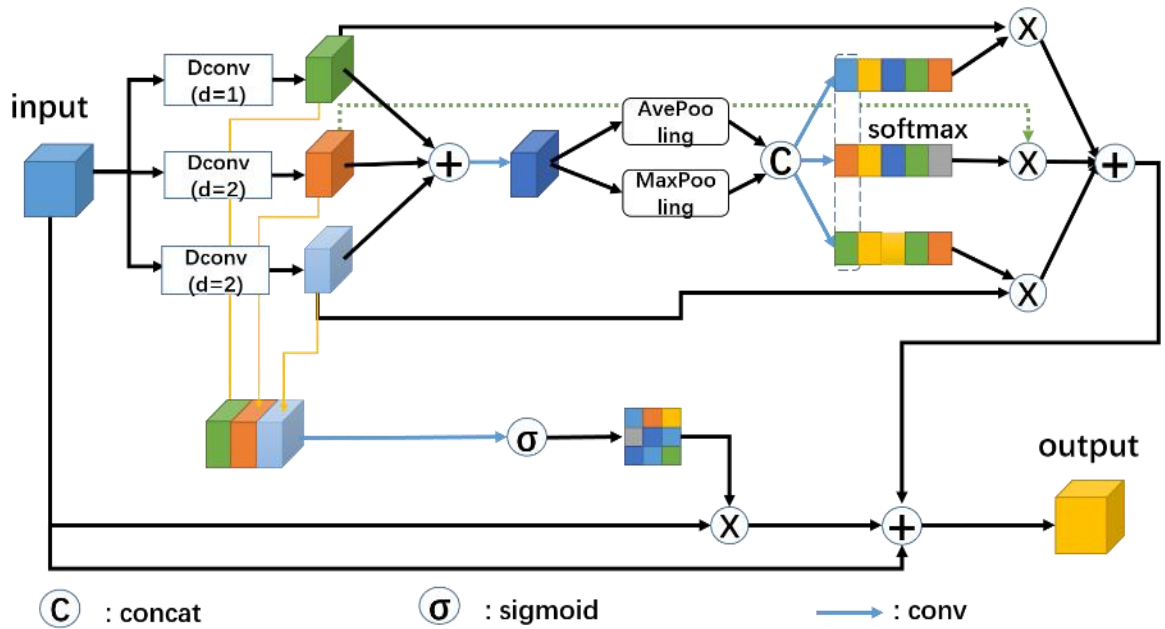 input
Dconv
(d=1)
Dconv
(d=2)
Dconv
(d=2)
+
AvePoo
ling
MaxPoo
ling
C
softmax
X
X
X
+
σ
X
+
output
C : concat
σ : sigmoid
: conv